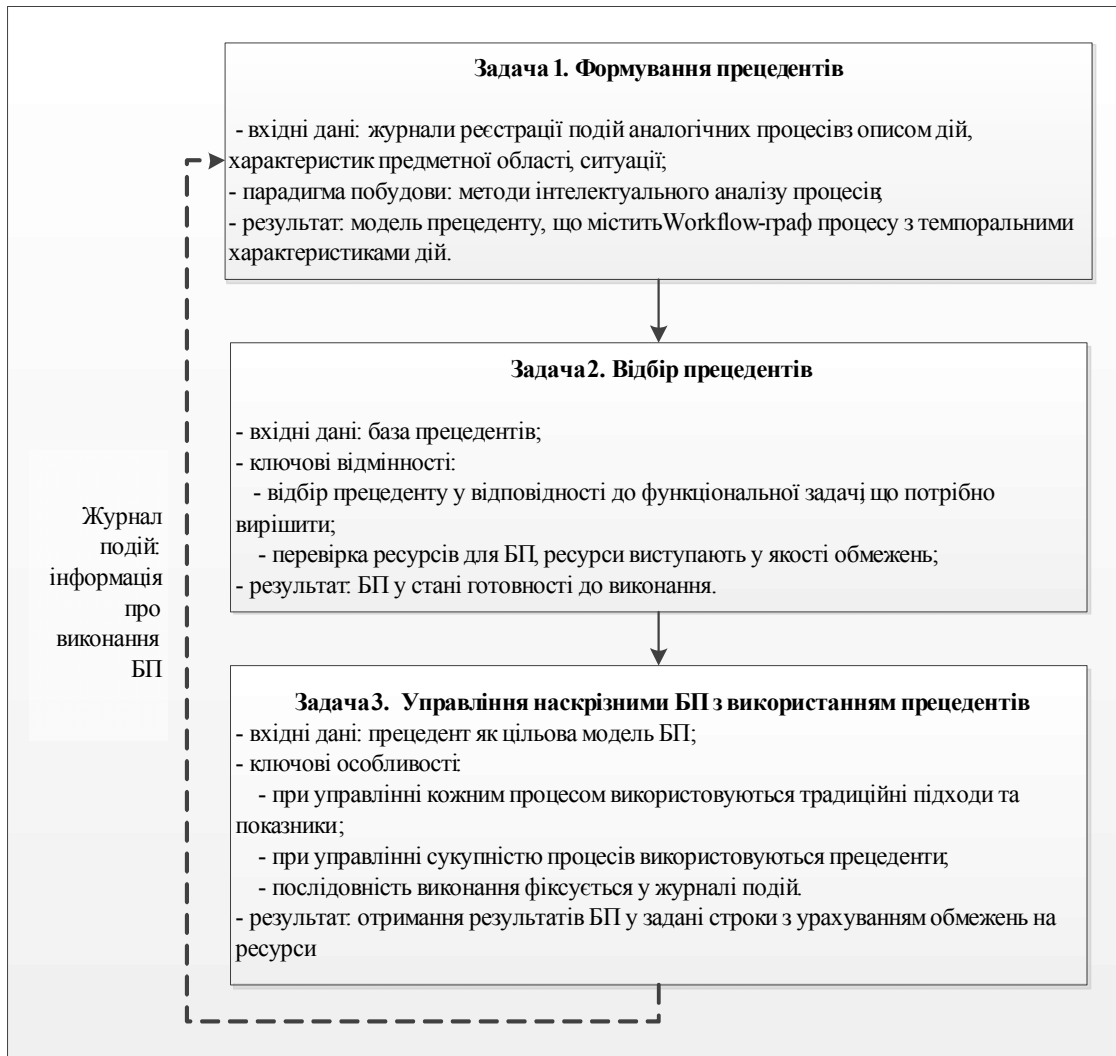 Задача 1. Формування прецедентів
- вхідні дані: журнали реєстрації подій аналогічних процесівз описом дій,
характеристик предметної області, ситуації;
- парадигма побудови: методи інтелектуального аналізу процесів;
- результат: модель прецеденту, що міститьWorkflow-граф процесу з темпоральними
характеристиками дій.
Задача 2. Відбір прецедентів
- вхідні дані: база прецедентів;
- ключові відмінності:
- відбір прецеденту у відповідності до функціональної задачі, що потрібно
вирішити;
- перевірка ресурсів для БП, ресурси виступають у якості обмежень;
- результат: БП у стані готовності до виконання.
Журнал
подій:
інформація
про
виконання
БП
Задача 3. Управління наскрізними БП з використанням прецедентів
- вхідні дані: прецедент як цільова модель БП;
- ключові особливості:
- при управлінні кожним процесом використовуються традиційні підходи та
показники;
- при управлінні сукупністю процесів використовуються прецеденти;
- послідовність виконання фіксується у журналі подій.
- результат: отримання результатів БП у задані строки з урахуванням обмежень на
ресурси